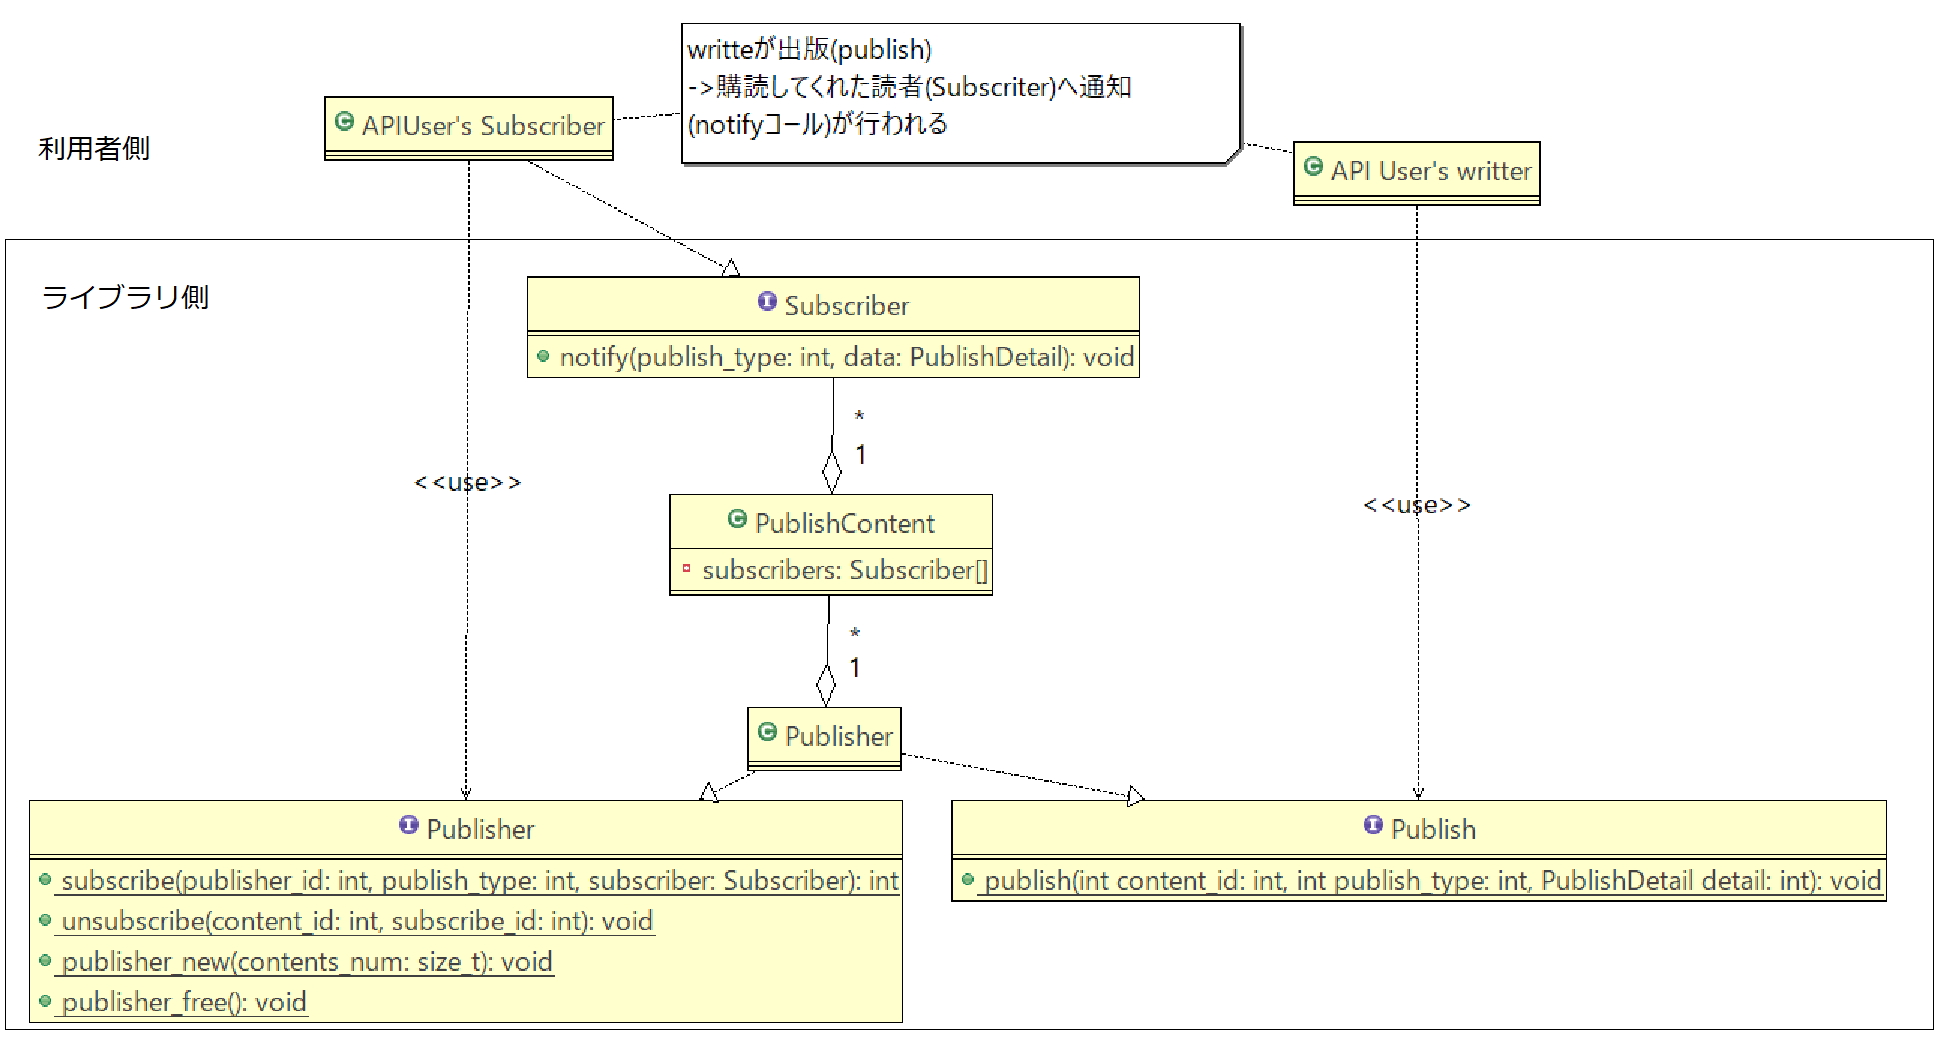 writteが出版(publish)
->購読してくれた読者(Subscriter)へ通知
(notifyコール)が行われる
APIUser's Subscriber
利用者側
API User's writter
ライブラリ側
Subscriber
notify(publish_type: int, data: PublishDetail): void
*
1
<<use>>
<<use>>
PublishContent
subscribers: Subscriber[]
*
1
Publisher
Publisher
subscribe(publisher_id: int, publish_type: int, subscriber: Subscriber): int
unsubscribe(content_id: int, subscribe_id: int): void
publisher_new(contents_num: size_t): void
publisher_free(): void
Publish
publish(int content_id: int, int publish_type: int, PublishDetail detail: int): void